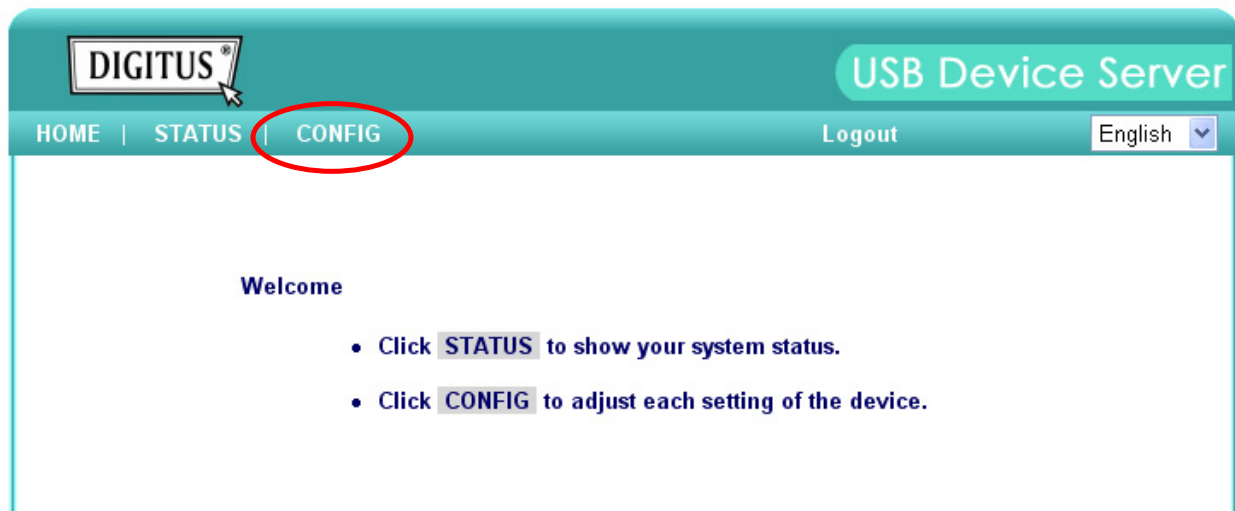 DIGITUS®
USB Device Server
HOME | STATUS | CONFIG Logout English
Welcome
• Click STATUS to show your system status.
• Click CONFIG to adjust each setting of the device.